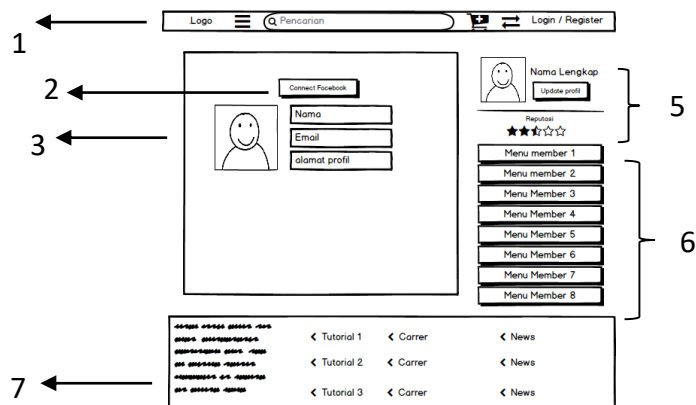 1
Logo Pencarian Login / Register
2
Connect Facebook
3
Nama
Email
alamat profil
Nama Lengkap
Update profil
5
Reputasi
Menu member 1
Menu member 2
Menu Member 3
Menu Member 4
Menu Member 5
Menu Member 6
Menu Member 7
Menu Member 8
6
7
Tutorial 1 Carrer News
Tutorial 2 Carrer News
Tutorial 3 Carrer News